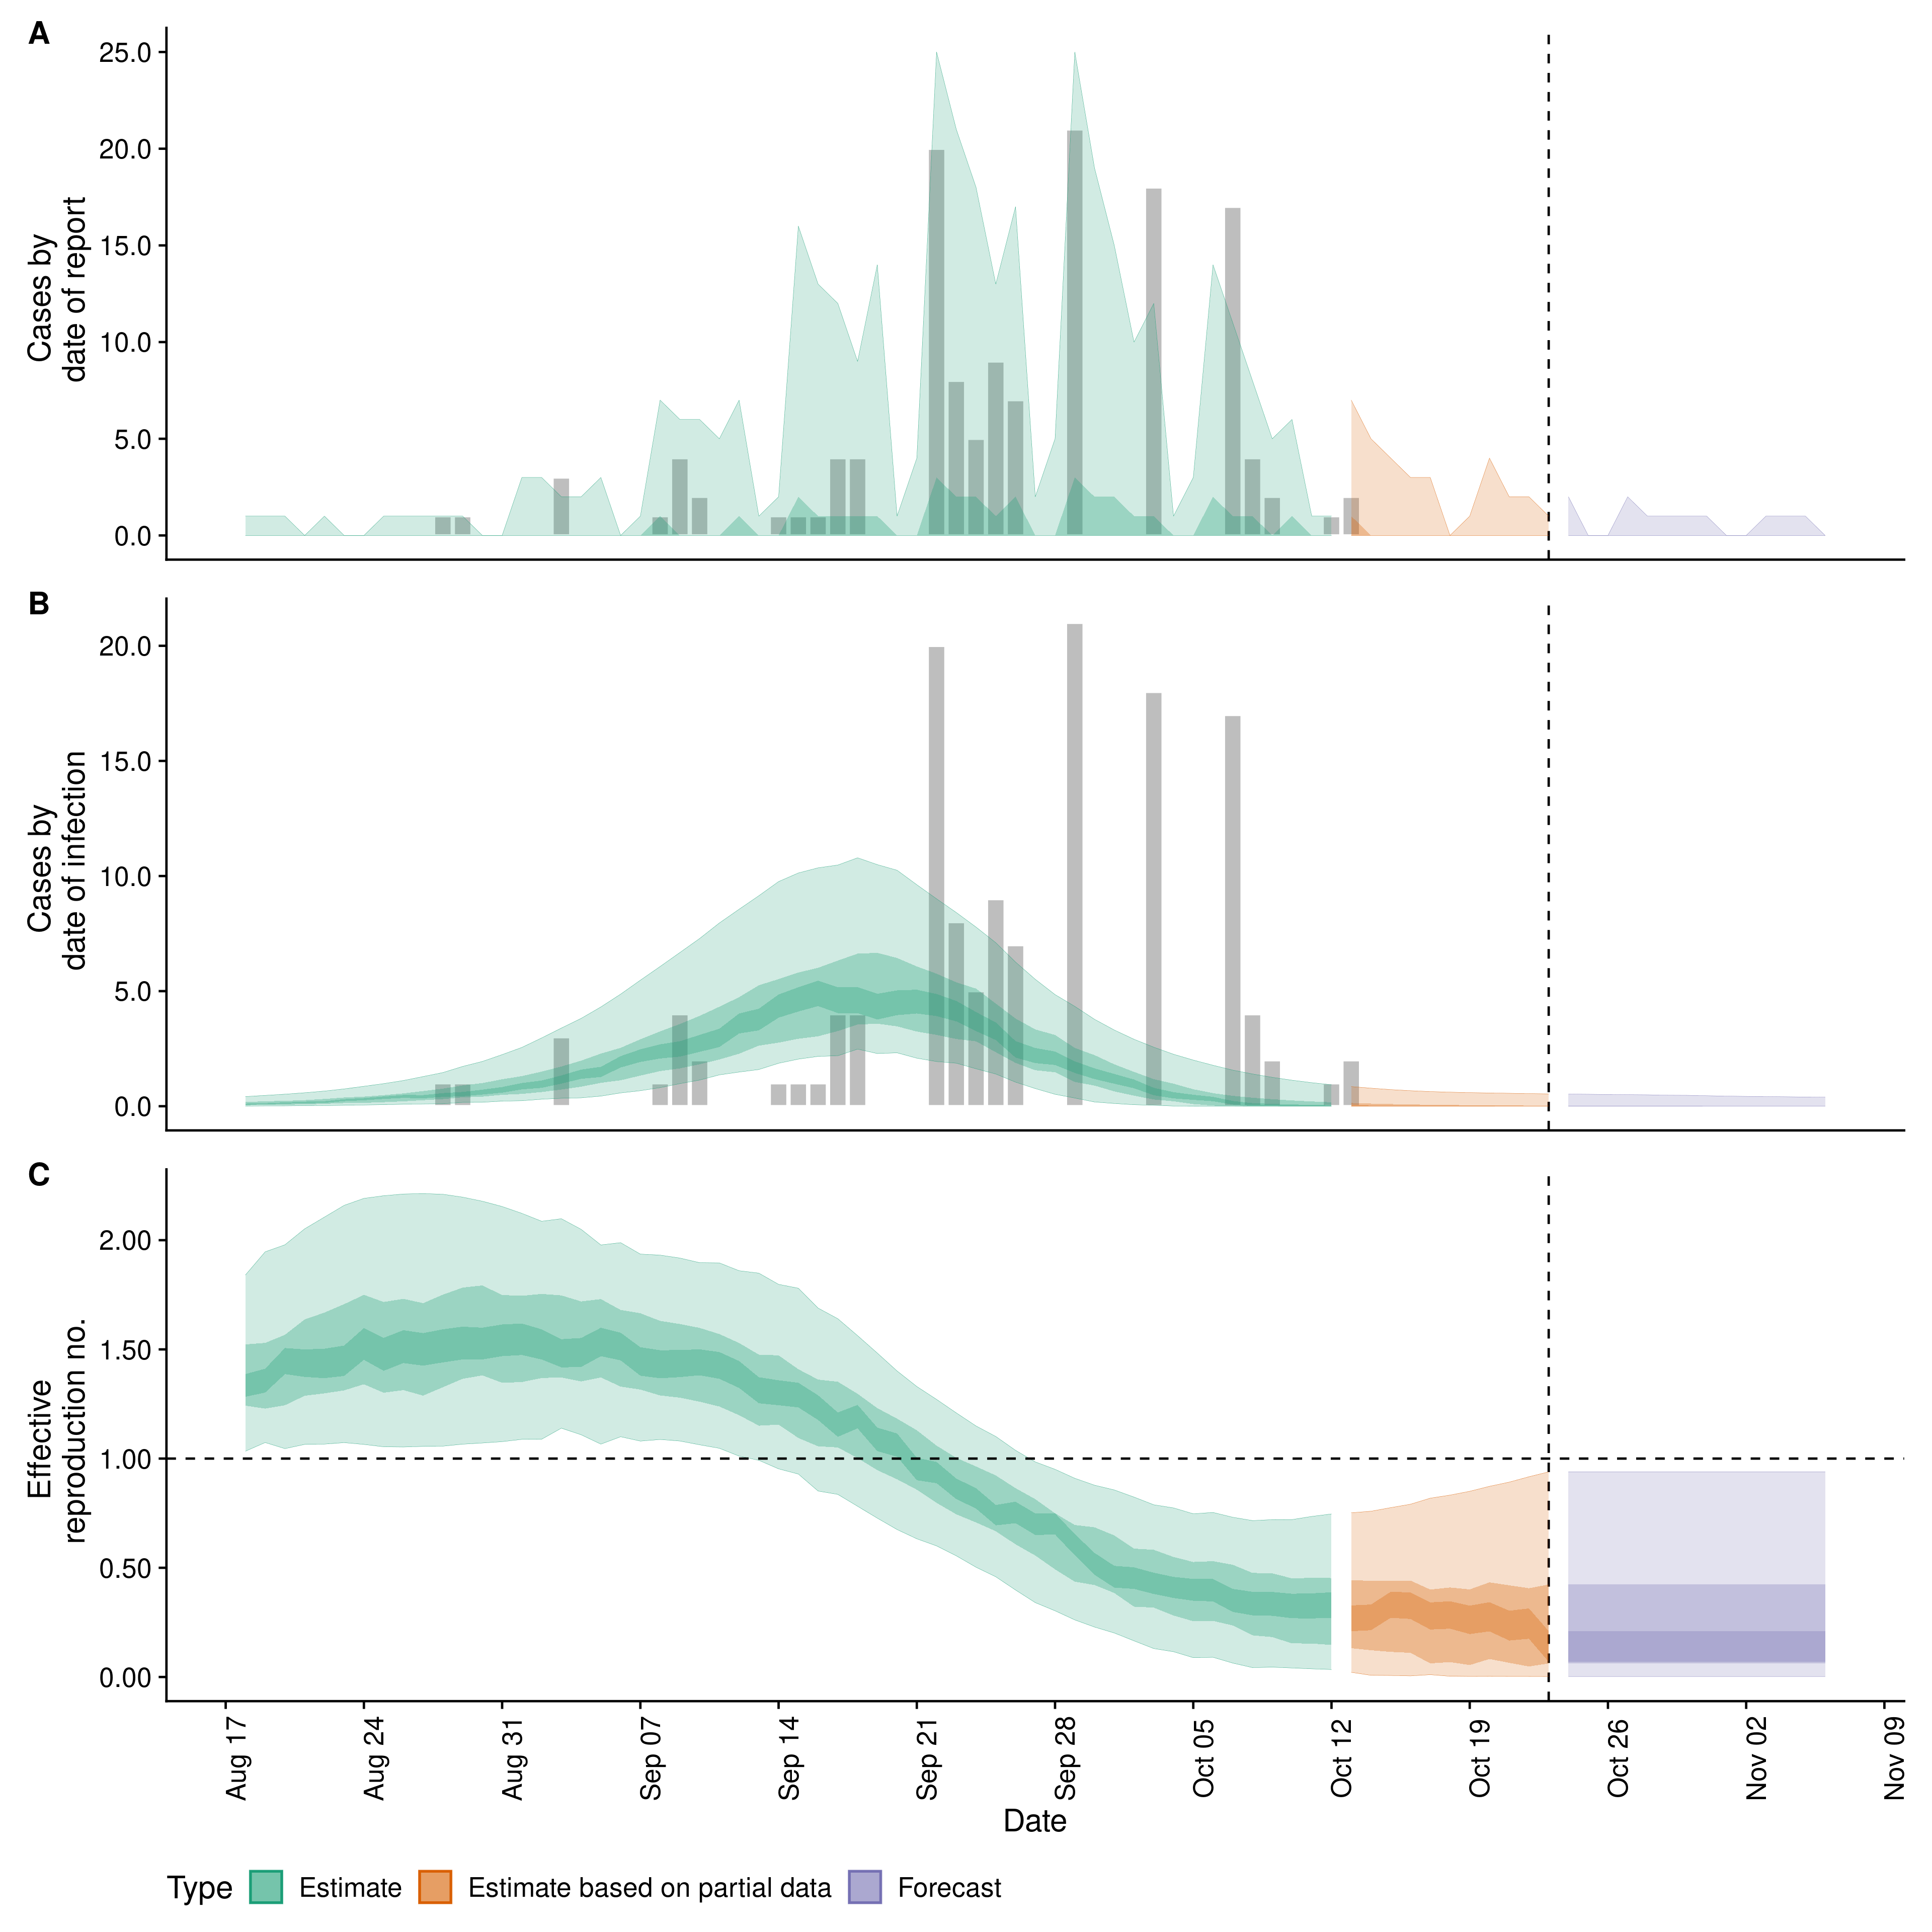 A
25.0
20.0
15.0
10.0
5.0
0.0
Cases by
date of report
B
20.0
15.0
10.0
5.0
0.0
Cases by
date of infection
C
2.00
1.50
1.00
0.50
0.00
Effective
reproduction no.
Aug 17
Aug 24
Aug 31
Sep 07
Sep 14
Sep 21
Sep 28
Oct 05
Oct 12
Oct 19
Oct 26
Nov 02
Nov 09
Date
Type Estimate Estimate based on partial data Forecast